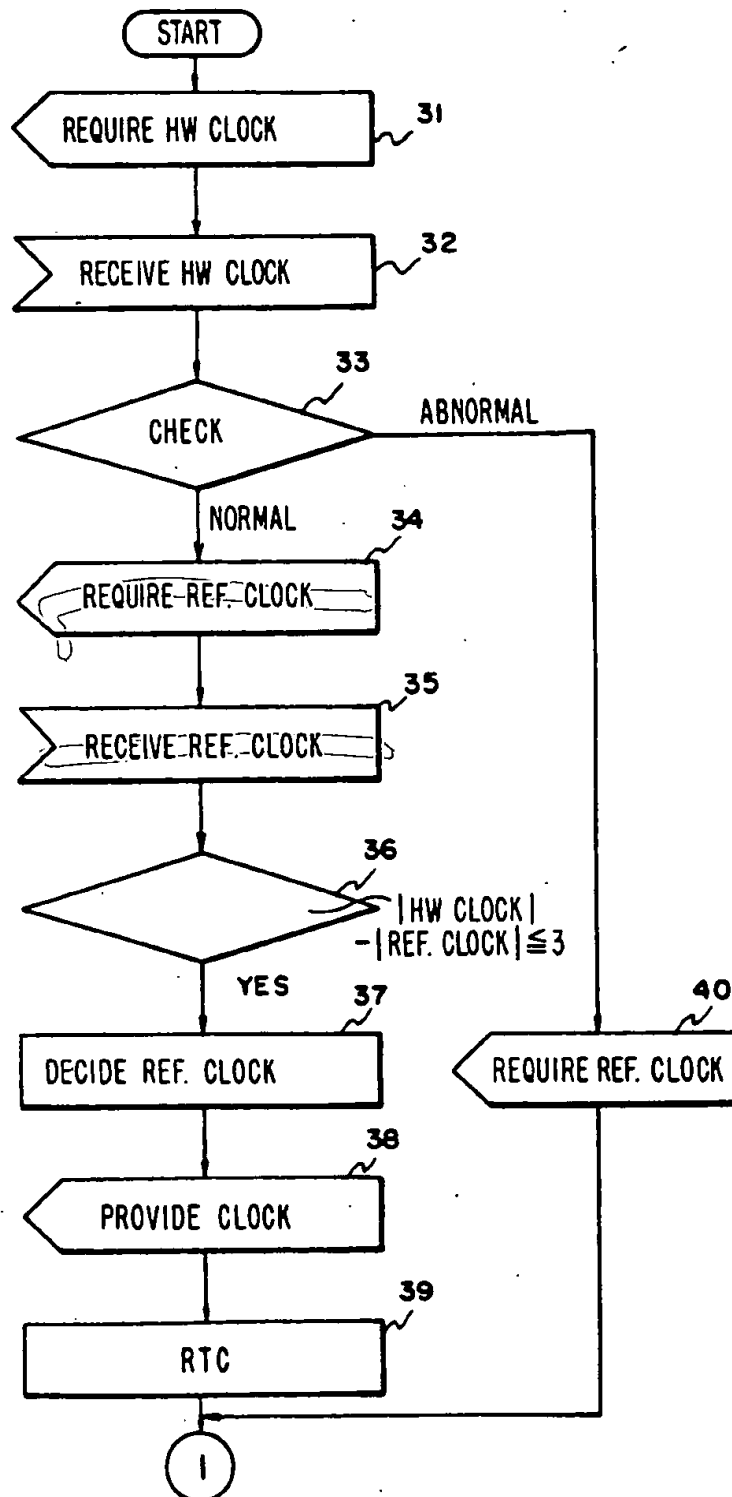 START
REQUIRE HW CLOCK
31
RECEIVE HW CLOCK
32
CHECK
33
ABNORMAL
NORMAL
REQUIRE REF. CLOCK
34
RECEIVE REF. CLOCK
35
36
|HW CLOCK|
-|REF. CLOCK|≦3
YES
DECIDE REF. CLOCK
37
REQUIRE REF. CLOCK
40
PROVIDE CLOCK
38
RTC
39
1